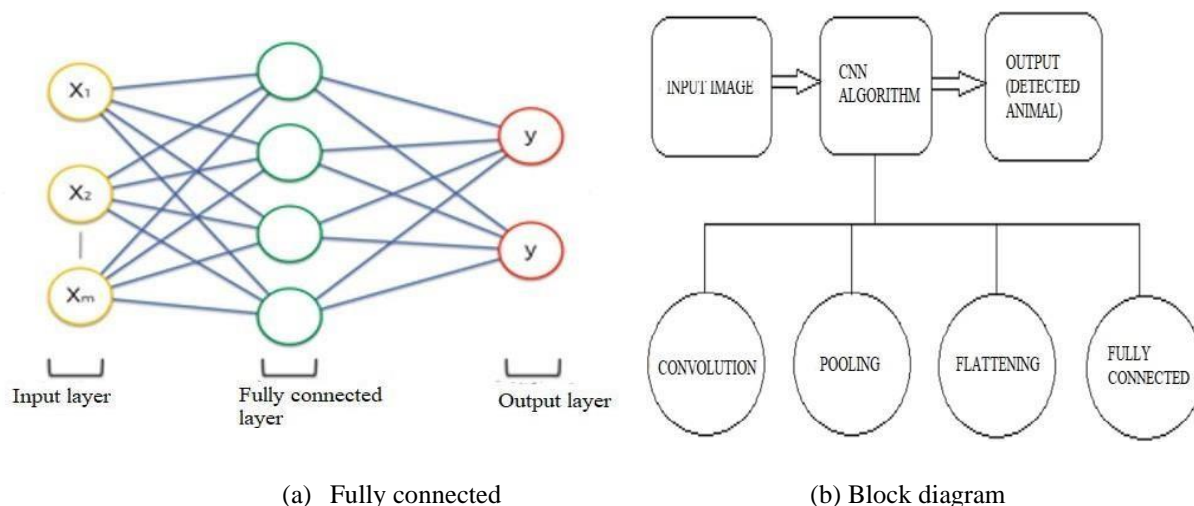 X1
X2
Xm
y
y
Input layer
Fully connected
layer
Output layer
INPUT IMAGE
CNN
ALGORITHM
OUTPUT
(DETECTED
ANIMAL)
CONVOLUTION
POOLING
FLATTENING
FULLY
CONNECTED
(a) Fully connected
(b) Block diagram